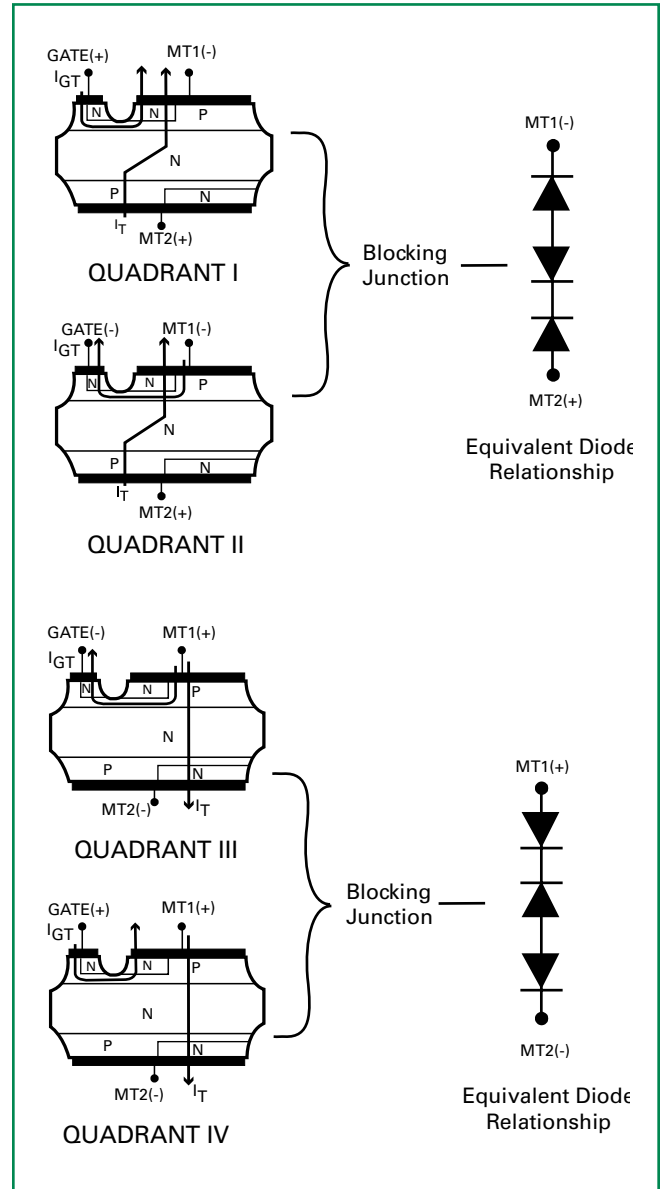 GATE(+)
MT1(-)
IGT
N
N
P
N
P
N
IT
MT2(+)
QUADRANT I
GATE(-)
MT1(-)
IGT
N
N
P
N
P
N
IT
MT2(+)
QUADRANT II
Blocking
Junction
MT1(-)
MT2(+)
Equivalent Diode
Relationship
GATE(-)
MT1(+)
IGT
N
N
P
N
P
N
MT2(-)
IT
QUADRANT III
GATE(+)
MT1(+)
IGT
N
N
P
N
P
N
MT2(-)
IT
QUADRANT IV
Blocking
Junction
MT1(+)
MT2(-)
Equivalent Diode
Relationship